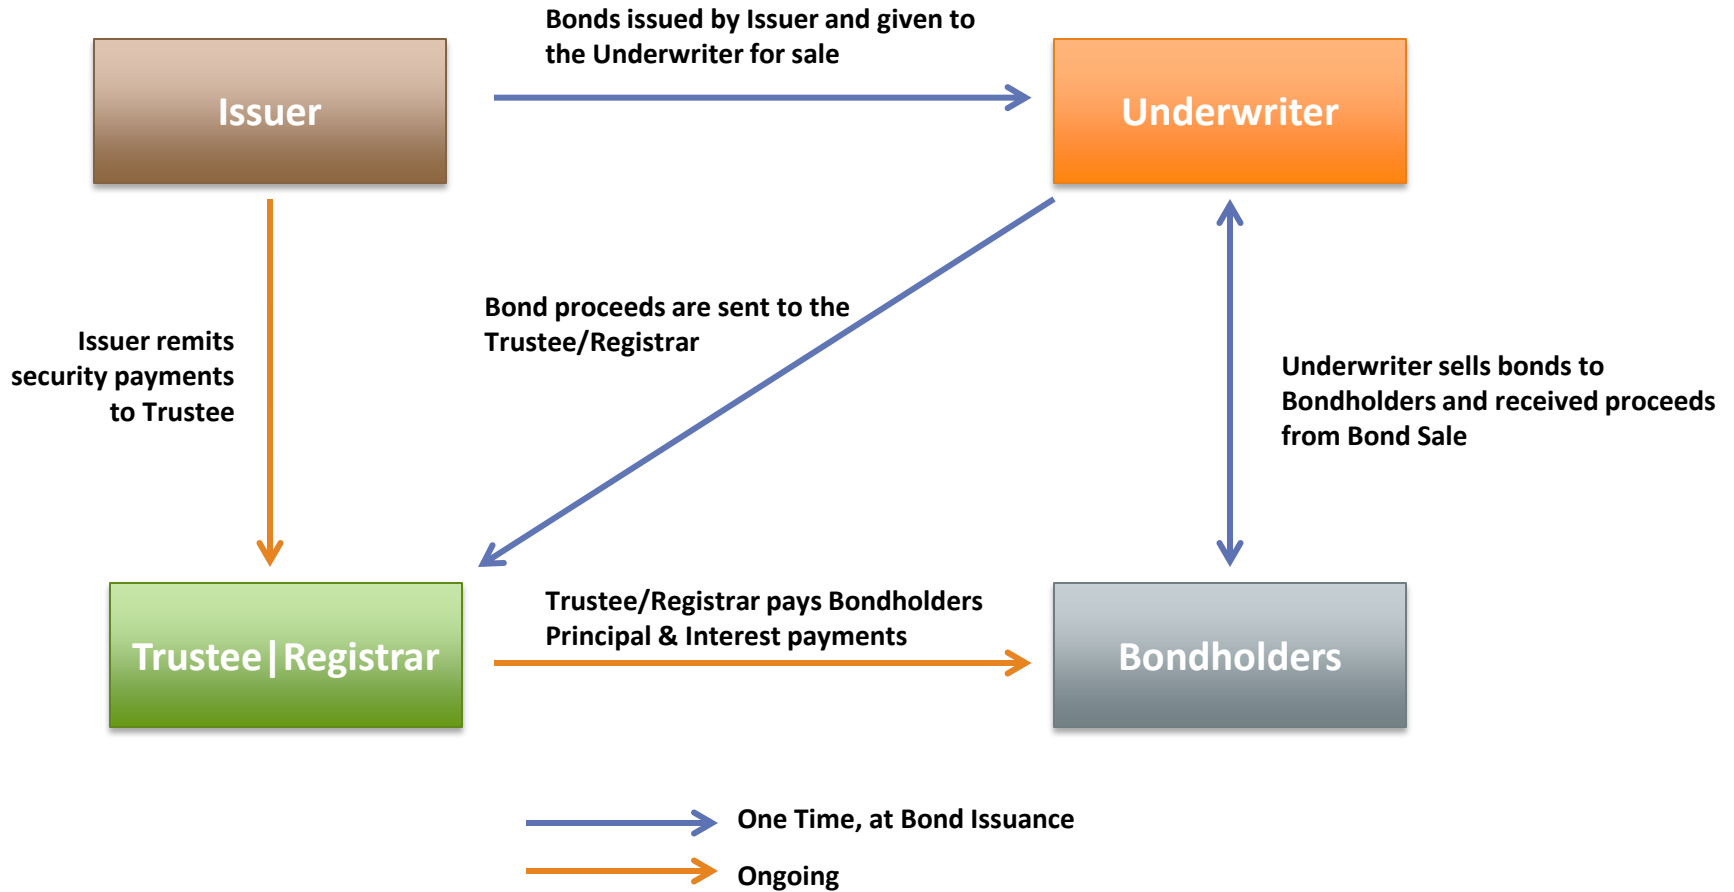 Bonds issued by Issuer and given to
the Underwriter for sale
Issuer
Underwriter
Bond proceeds are sent to the
Trustee/Registrar
Issuer remits
security payments
to Trustee
Underwriter sells bonds to
Bondholders and received proceeds
from Bond Sale
Trustee/Registrar pays Bondholders
Principal & Interest payments
Trustee|Registrar
Bondholders
One Time, at Bond Issuance
Ongoing